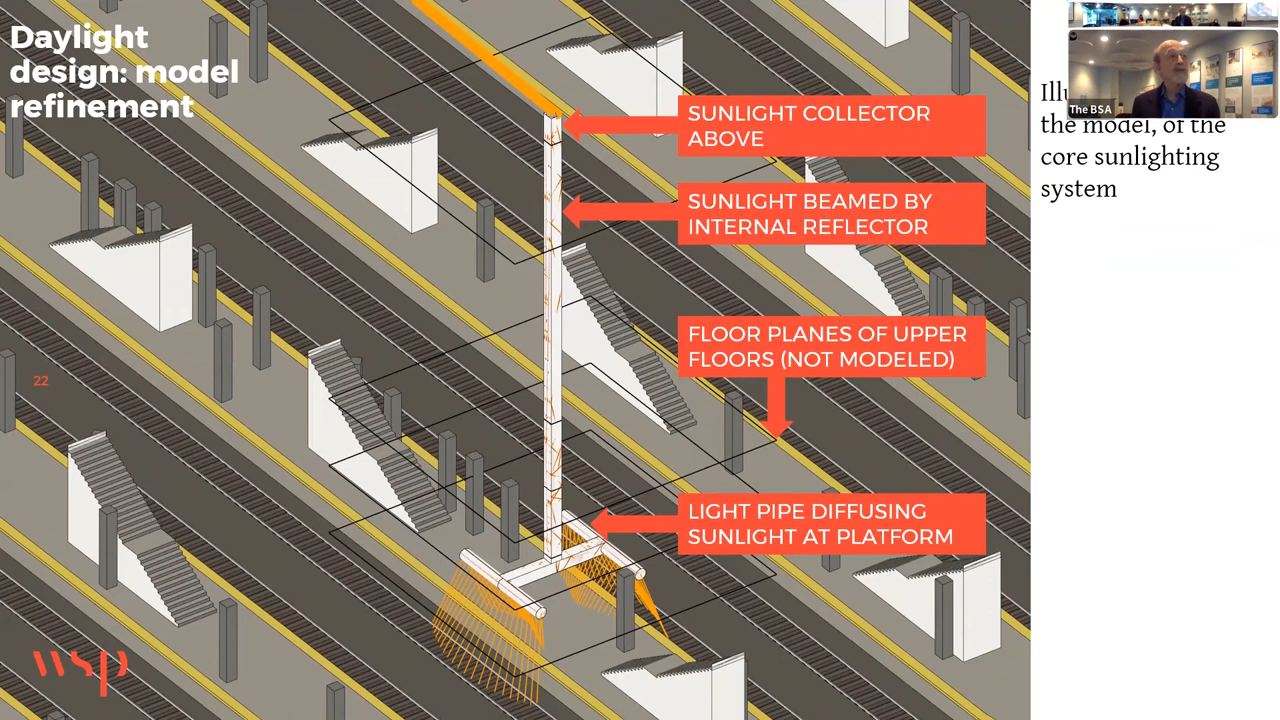 Daylight
design: model
refinement
SUNLIGHT COLLECTOR
ABOVE
SUNLIGHT BEAMED BY
INTERNAL REFLECTOR
FLOOR PLANES OF UPPER
FLOORS (NOT MODELED)
LIGHT PIPE DIFFUSING
SUNLIGHT AT PLATFORM
22
wsp
The BSA
the model, of the
core sunlighting
system